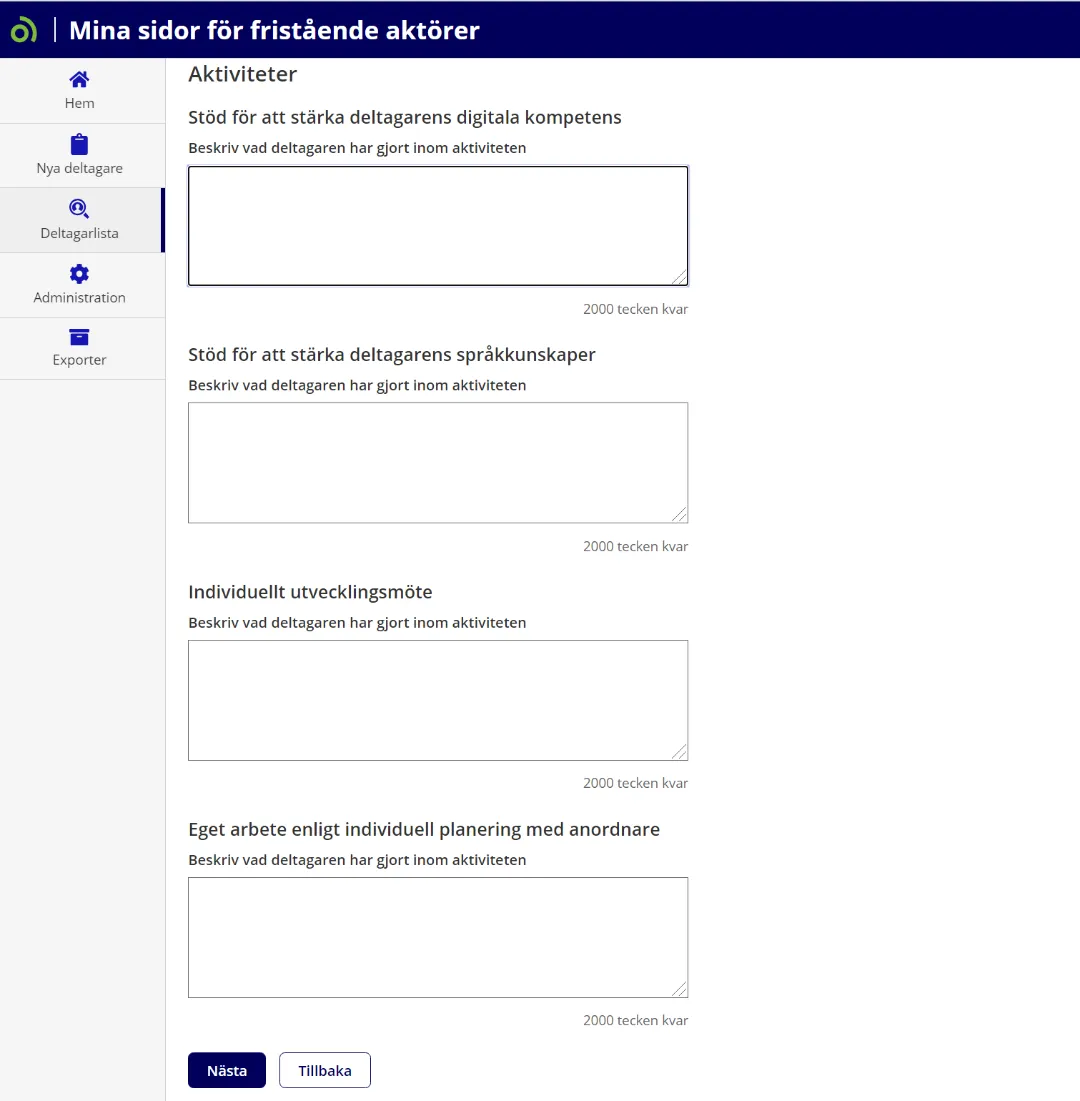 Mina sidor för fristående aktörer
Hem
Nya deltagare
Deltagarlista
Administration
Exporter
Aktiviteter
Stöd för att stärka deltagarens digitala kompetens
Beskriv vad deltagaren har gjort inom aktiviteten
2000 tecken kvar
Stöd för att stärka deltagarens språkkunskaper
Beskriv vad deltagaren har gjort inom aktiviteten
2000 tecken kvar
Individuellt utvecklingsmöte
Beskriv vad deltagaren har gjort inom aktiviteten
2000 tecken kvar
Eget arbete enligt individuell planering med anordnare
Beskriv vad deltagaren har gjort inom aktiviteten
2000 tecken kvar
Nästa
Tillbaka